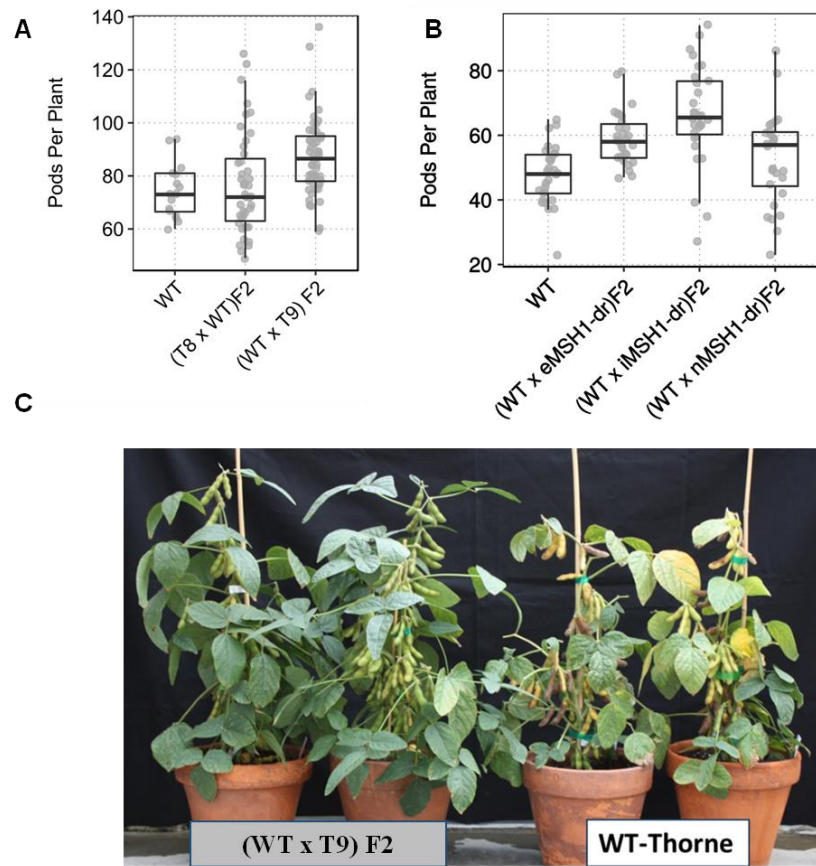 A
Pods Per Plant
140
120
100
80
60
WT
(T8 x WT)F2
(WT x T9) F2
B
Pods Per Plant
80
60
40
20
WT
(WT x eMSH1-dr)F2
(WT x iMSH1-dr)F2
(WT x nMSH1-dr)F2
C
(WT x T9) F2
WT-Thorne